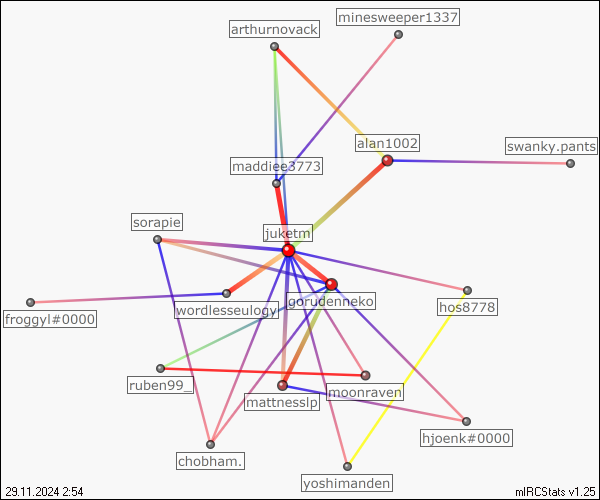 minesweeper1337
arthurnovack
alan1002
swanky.pants
maddiee3773
sorapie
juketm
gorudenneko
hos8778
wordlesseulogy
froggyl#0000
ruben99_
moonraven
mattnesslp
hjoenk#0000
chobham.
yoshimanden
29.11.2024 2:54
mIRCStats v1.25